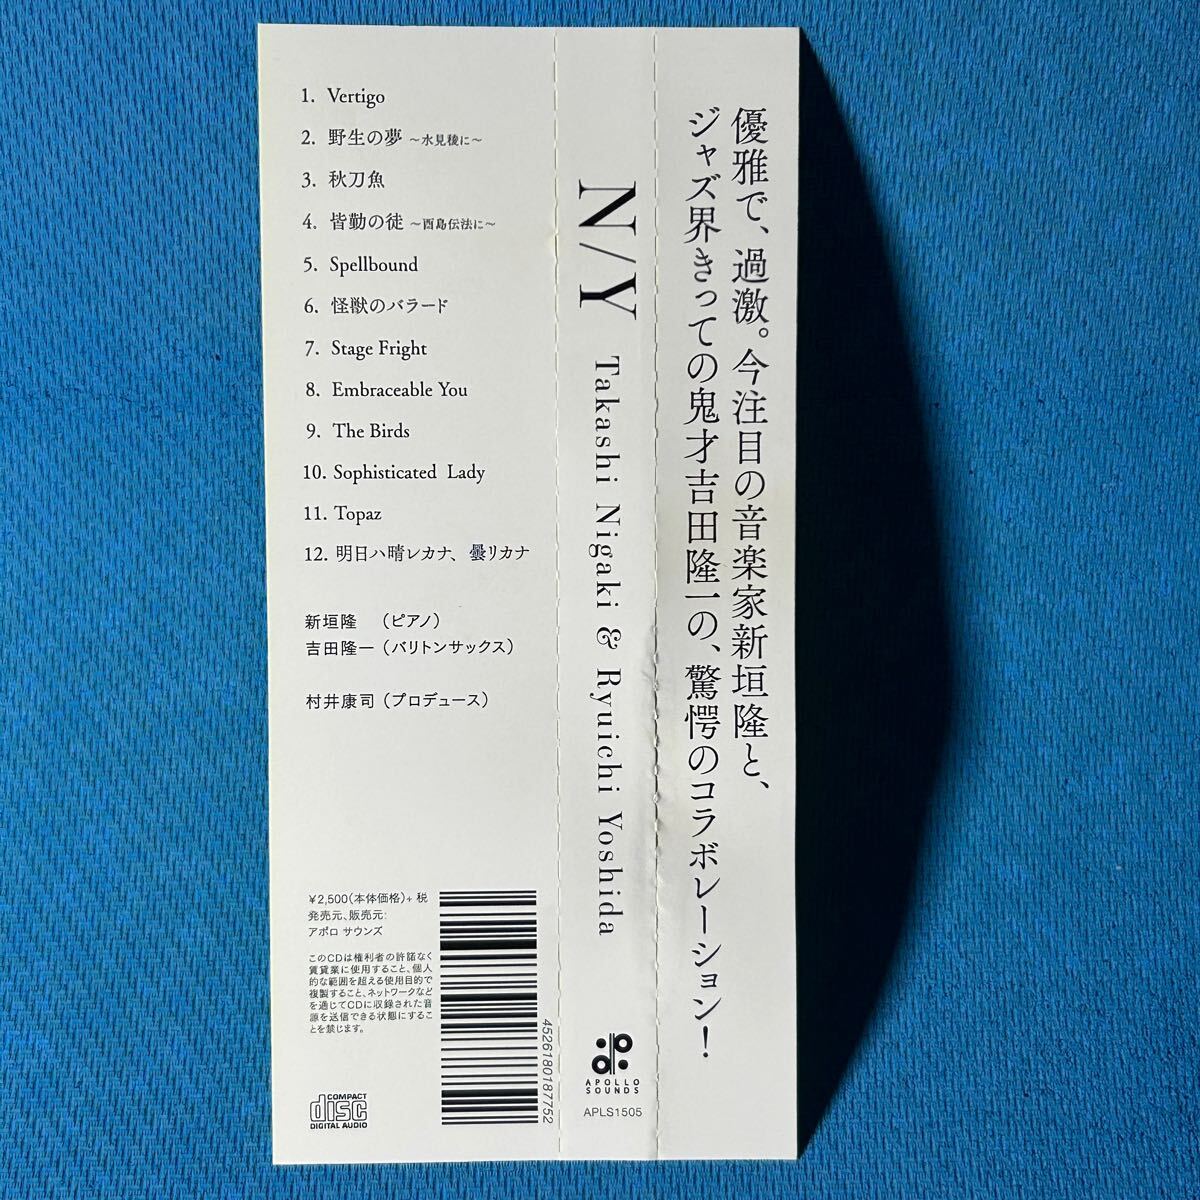 1. Vertigo
2. 野生の夢 ～水見稜に～
3. 秋刀魚
4. 皆勤の徒 ～酉島伝法に～
5. Spellbound
6. 怪獣のバラード
7. Stage Fright
8. Embraceable You
9. The Birds
10. Sophisticated Lady
11. Topaz
12. 明日ハ晴レカナ、曇リカナ
新垣隆 （ピアノ）
吉田隆一（バリトンサックス）
村井康司（プロデュース）
¥2,500(本体価格)+税
発売元、販売元:
アポロ サウンズ
このCDは権利者の許諾なく
賃貸業に使用すること、個人
的な範囲を超える使用目的で
複製すること、ネットワークなど
を通じてCDに収録された音
源を送信できる状態にするこ
とを禁じます。
COMPACT
disc
DIGITAL AUDIO
4526180187752
N/Y Takashi Nigaki & Ryuichi Yoshida
APOLLO
SOUNDS
APLS1505
優雅で、過激。今注目の音楽家新垣隆と、
ジャズ界きっての鬼才吉田隆一の、驚愕のコラボレーション！